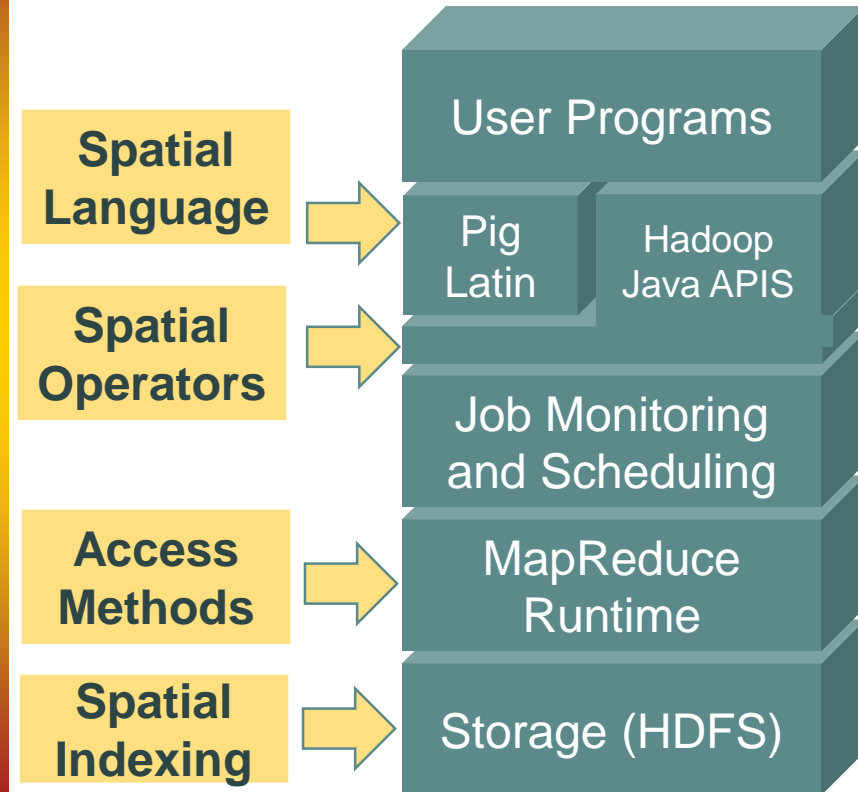 User Programs
Spatial
Language
Pig
Latin
Hadoop
Java APIS
Spatial
Operators
Job Monitoring
and Scheduling
Access
Methods
MapReduce
Runtime
Spatial
Indexing
Storage (HDFS)